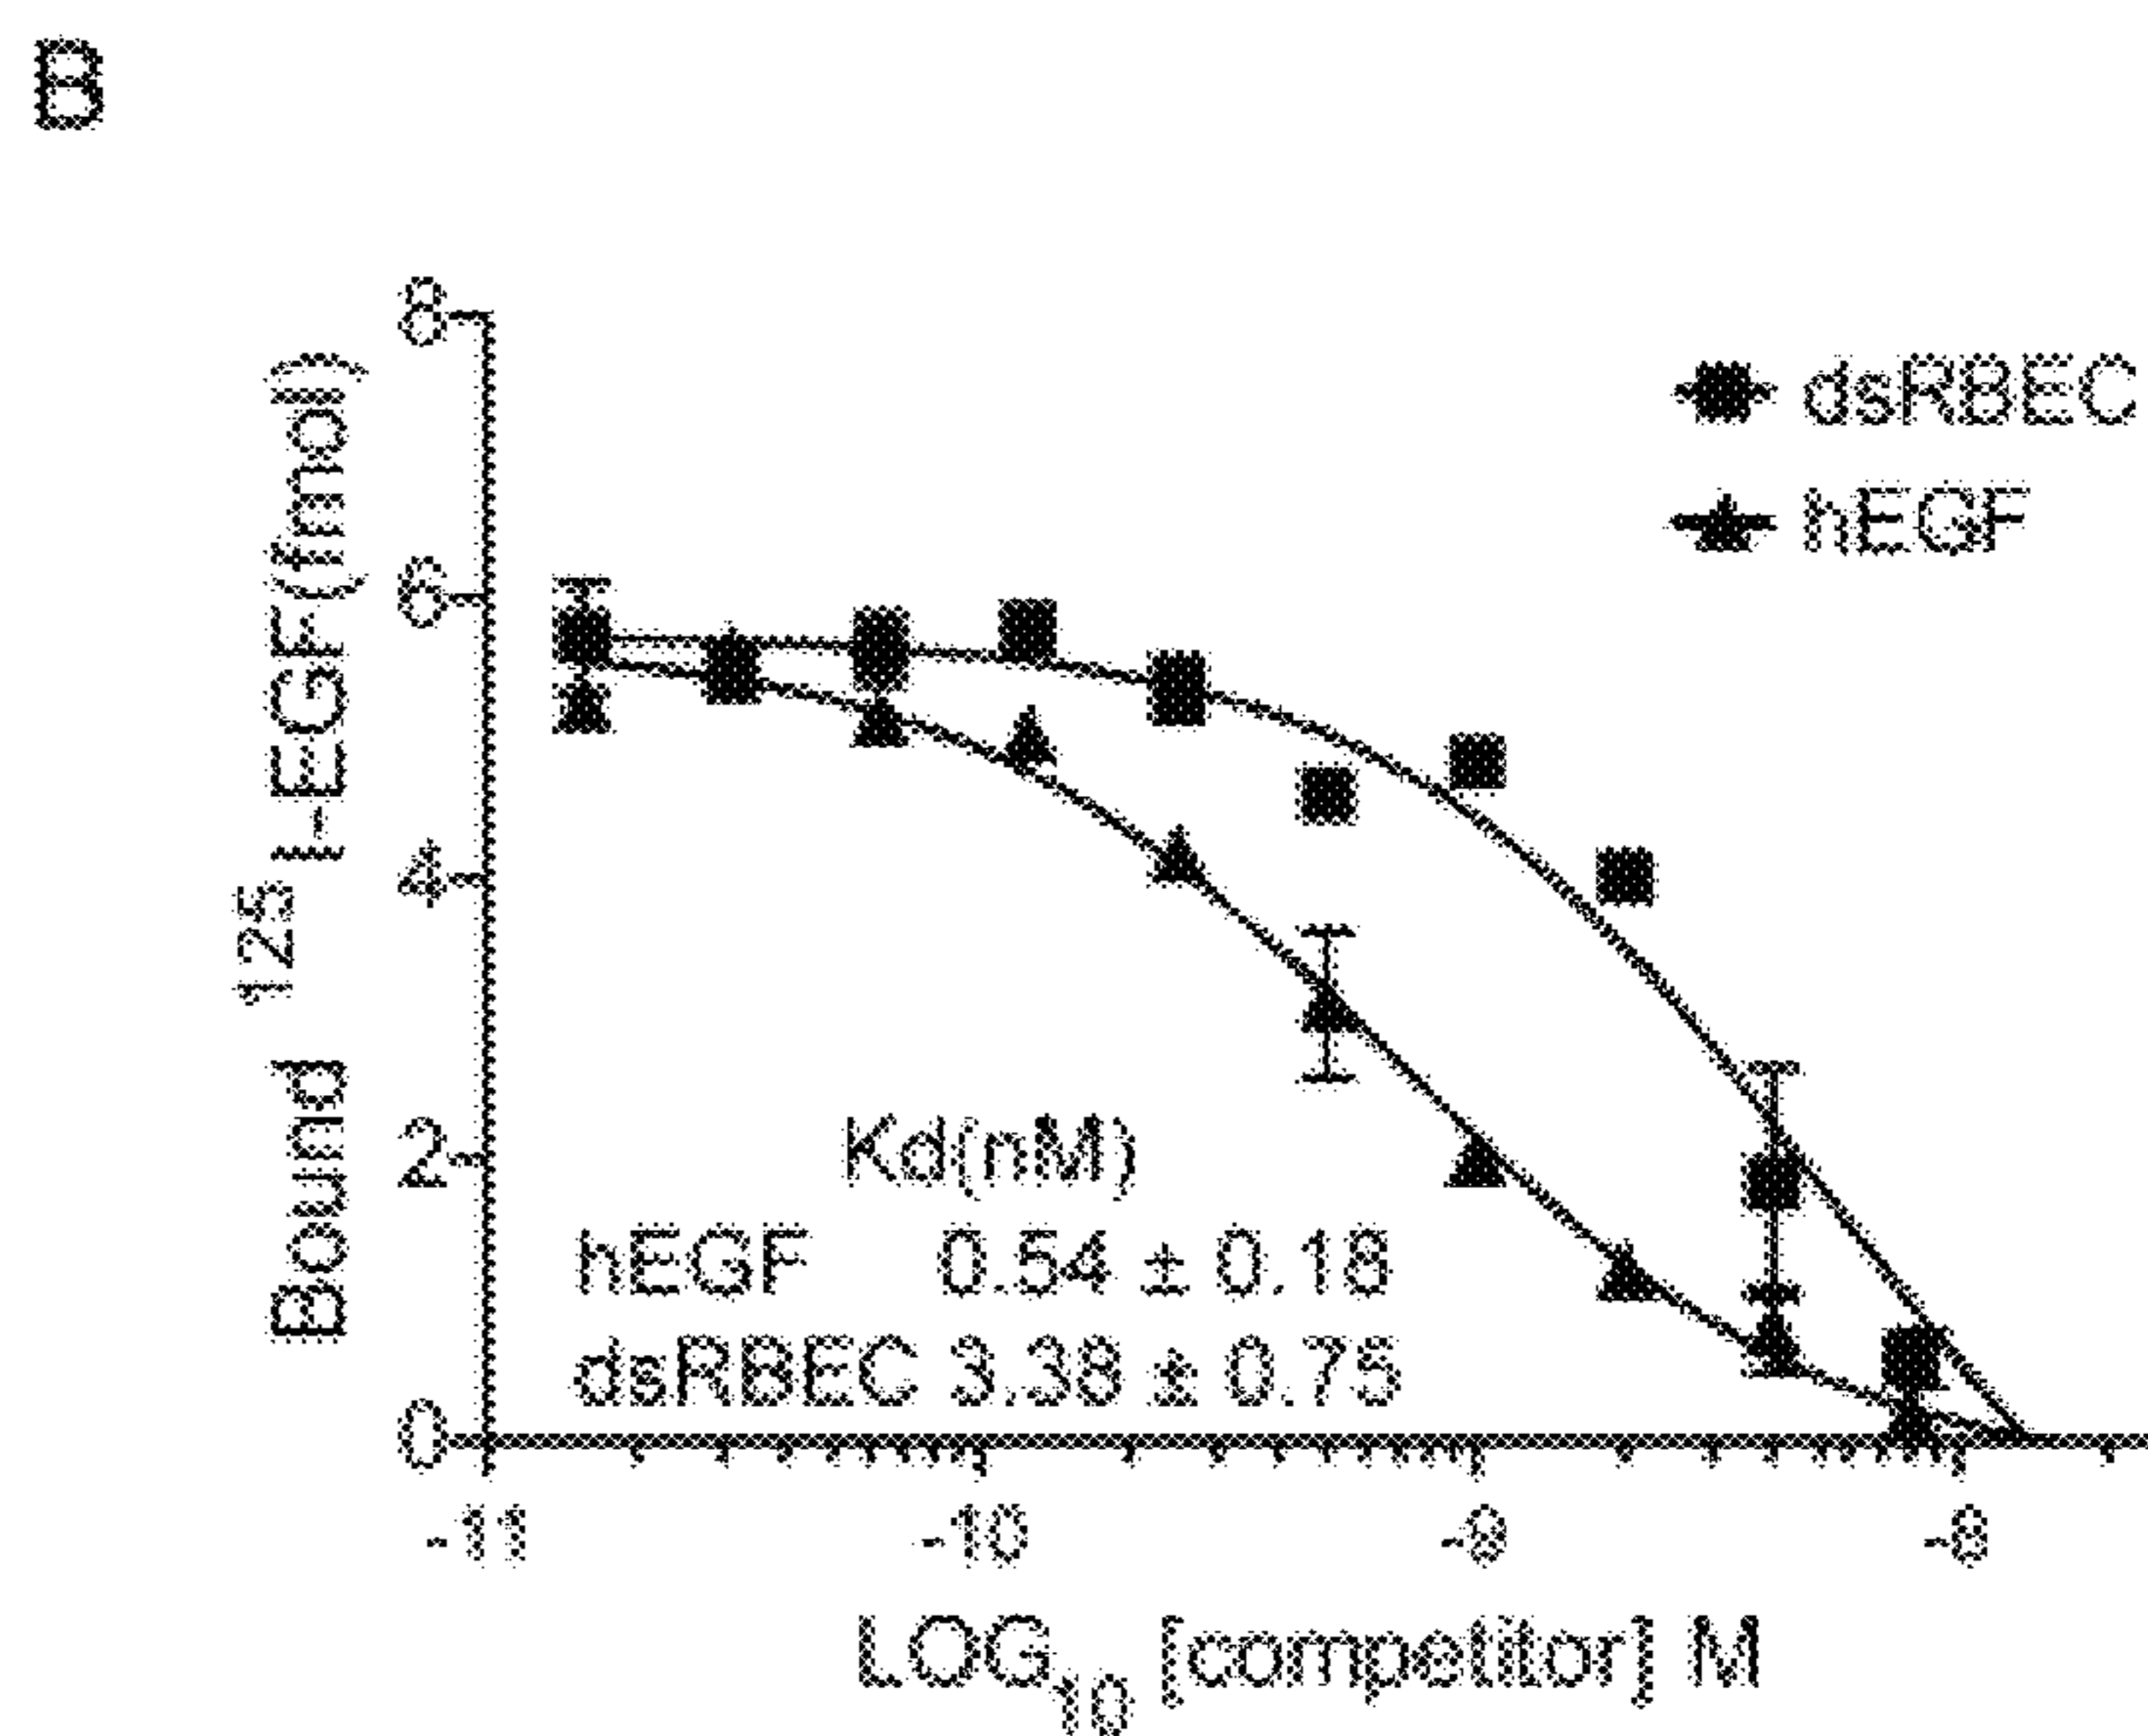 B
8
6
4
2
0
Bound ¹²⁵I-EGF(fmol)
dsRBEC
hEGF
Kd(nM)
hEGF 0.54 ± 0.18
dsRBEC 3.38 ± 0.75
-11 -10 -9 -8
LOG₁₀ [competitor] M